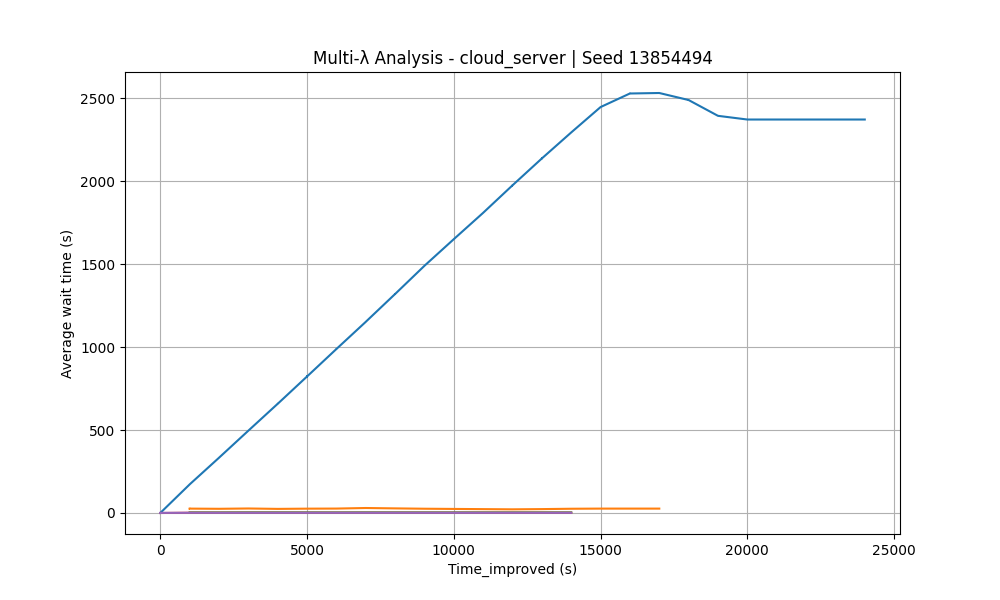 Multi-λ Analysis - cloud_server | Seed 13854494
2500
2000
1500
1000
500
0
Average wait time (s)
0 5000 10000 15000 20000 25000
Time_improved (s)